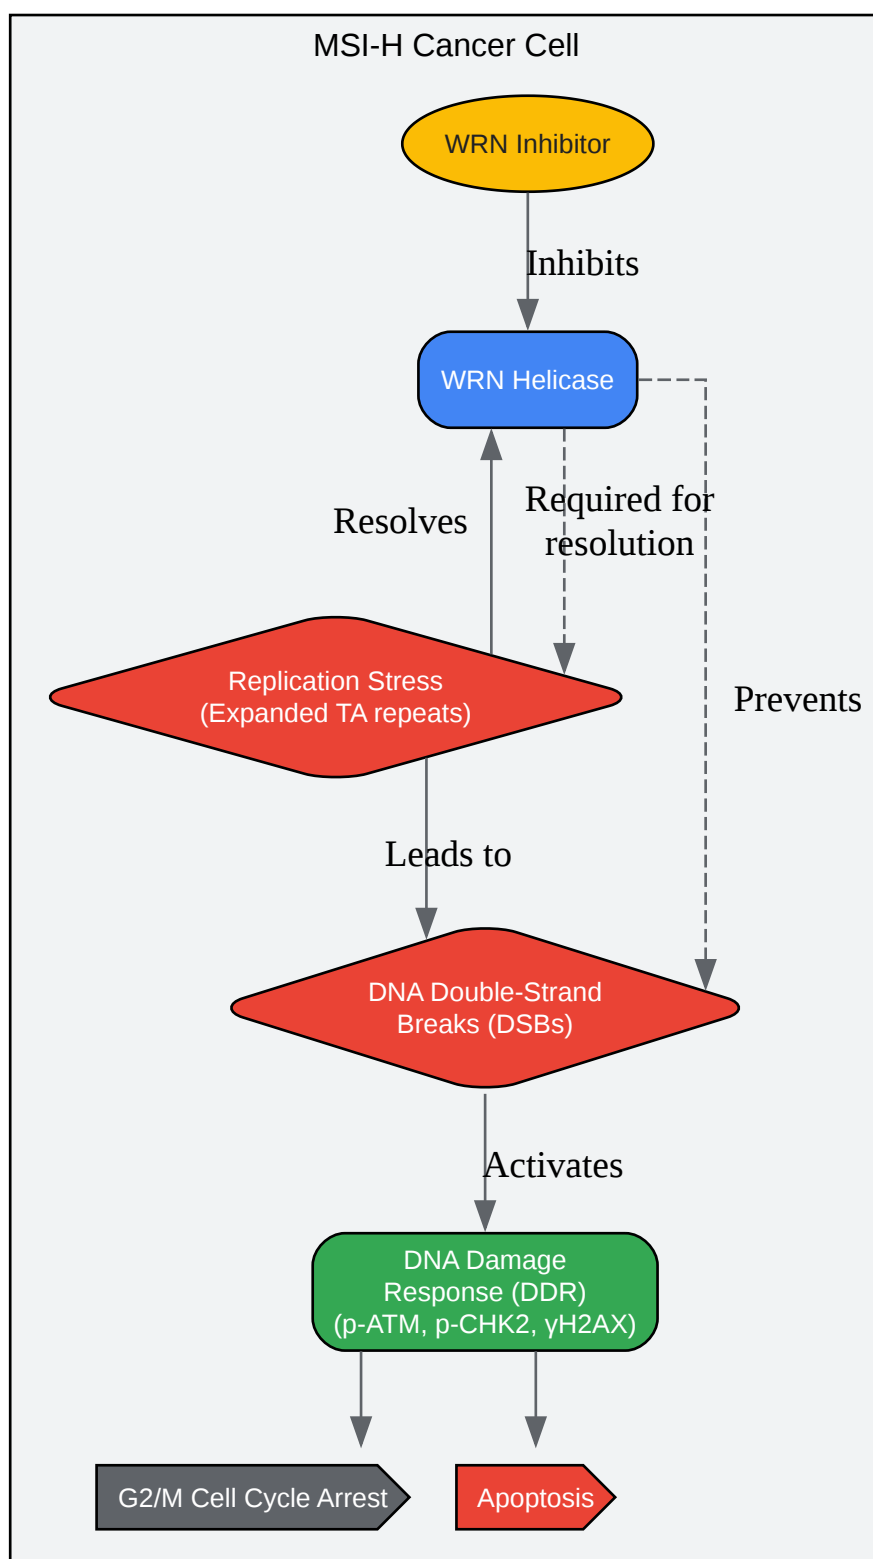 MSI-H Cancer Cell
WRN Inhibitor
Inhibits
WRN Helicase
Resolves
Required for
resolution
Replication Stress
(Expanded TA repeats)
Prevents
Leads to
DNA Double-Strand
Breaks (DSBs)
Activates
DNA Damage
Response (DDR)
(p-ATM, p-CHK2, γH2AX)
G2/M Cell Cycle Arrest
Apoptosis